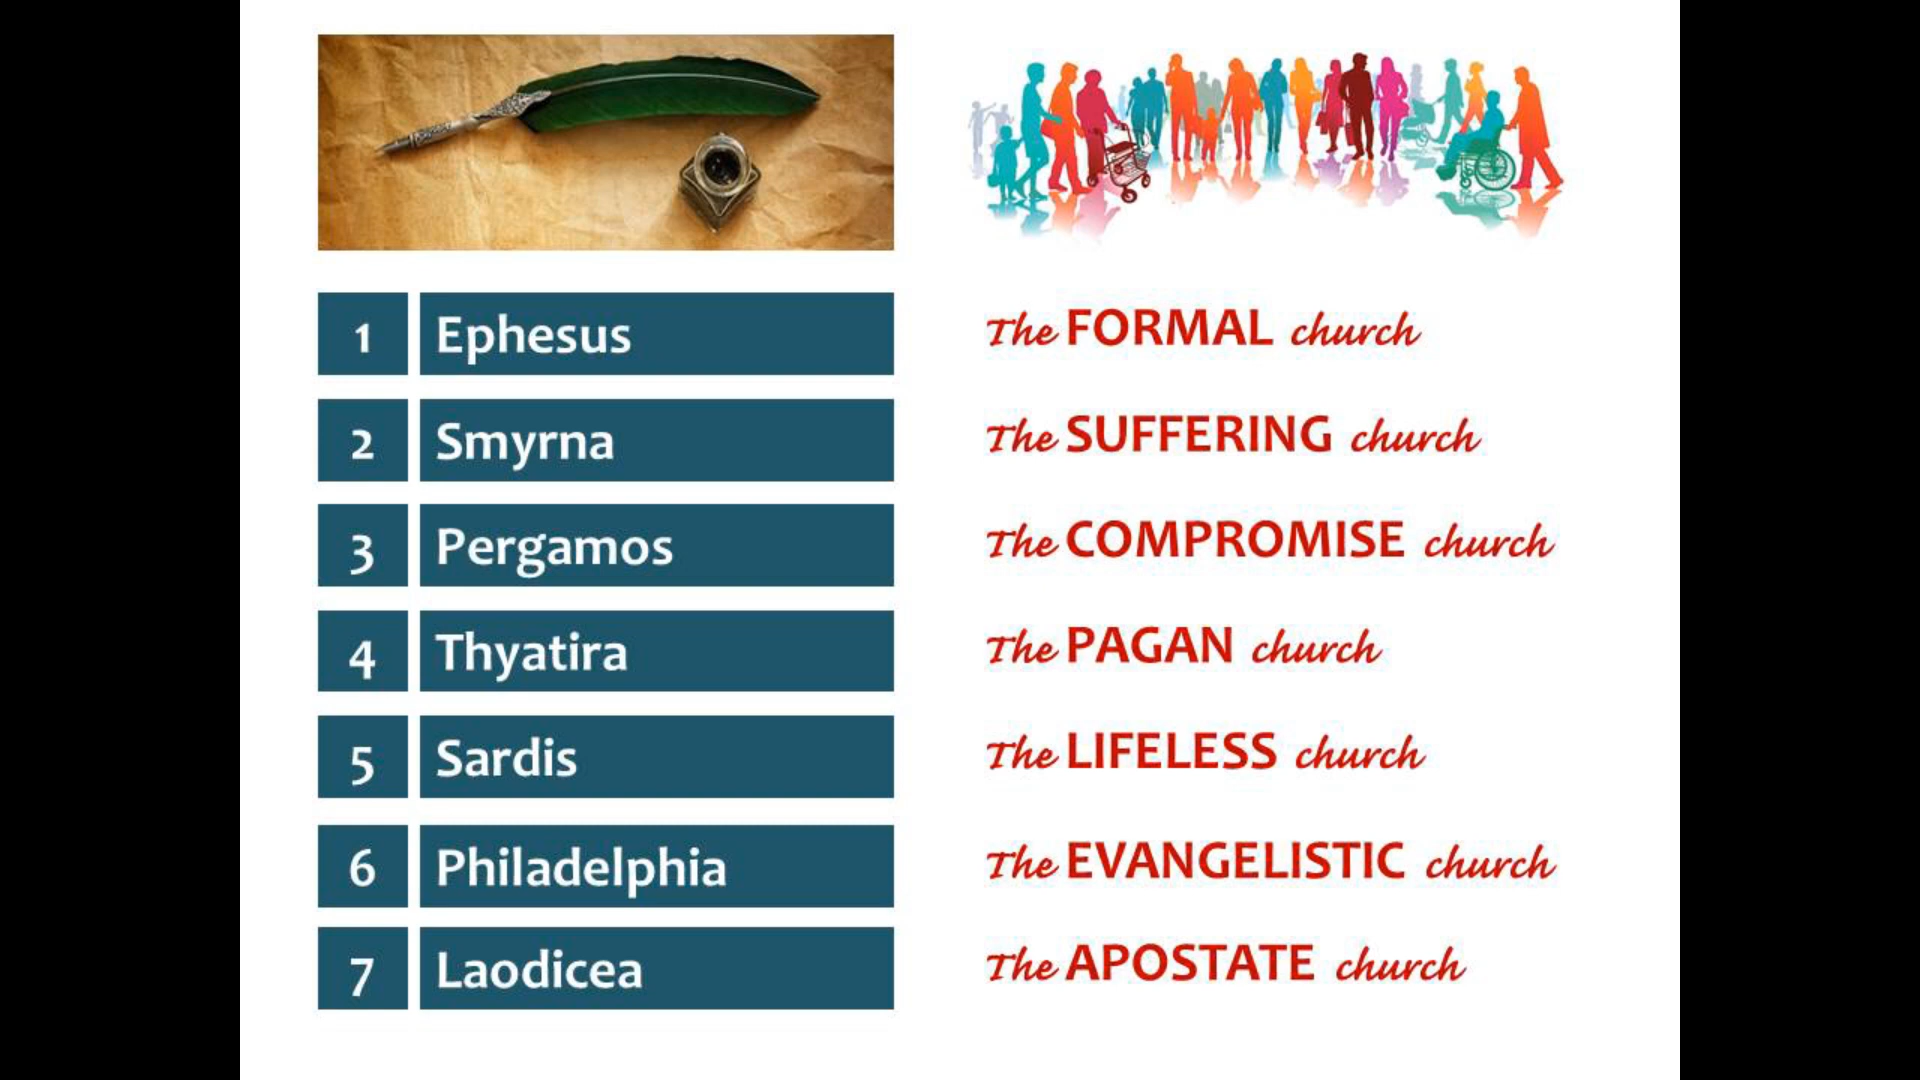 1 Ephesus The FORMAL church
2 Smyrna The SUFFERING church
3 Pergamos The COMPROMISE church
4 Thyatira The PAGAN church
5 Sardis The LIFELESS church
6 Philadelphia The EVANGELISTIC church
7 Laodicea The APOSTATE church